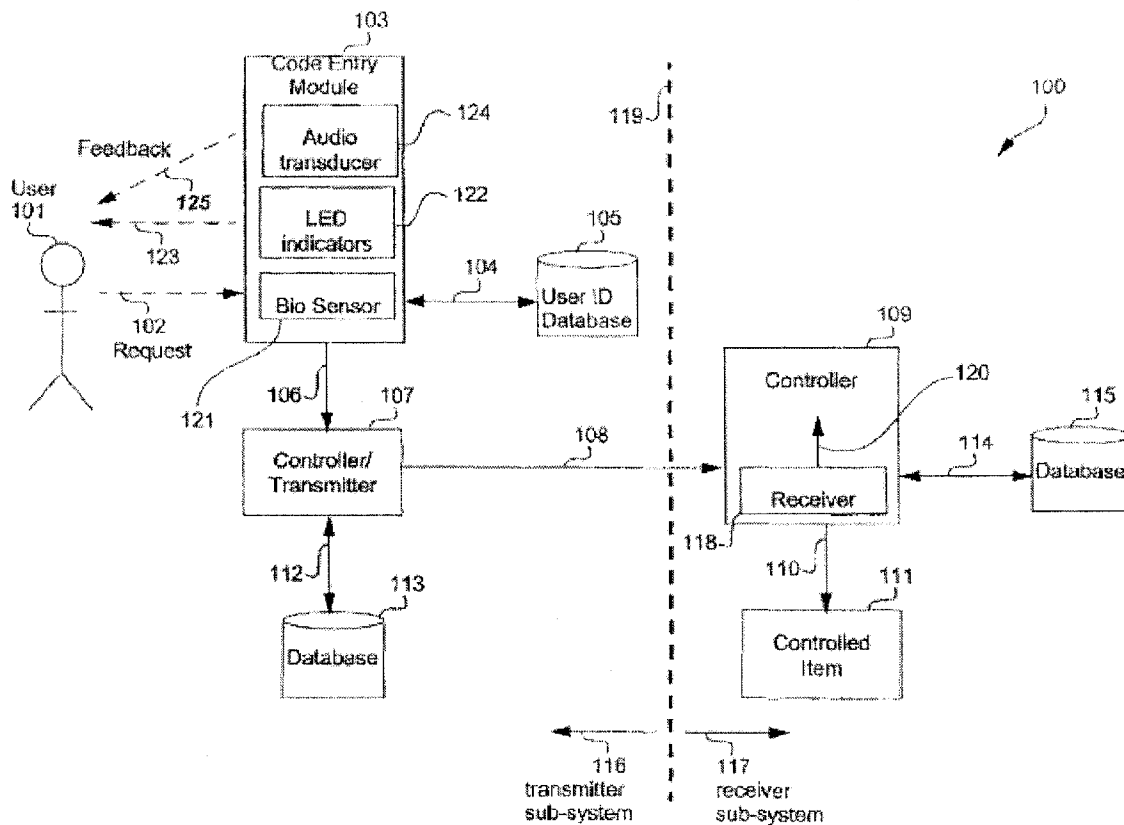 103
Code Entry
Module
124
Audio
transducer
119
100
Feedback
125
User
101
122
LED
indicators
123
105
104
User ID
Database
Bio Sensor
102
Request
109
Controller
120
115
106
107
121
108
114
Database
Controller/
Transmitter
Receiver
118
110
112
113
111
Database
Controlled
Item
116
117
transmitter
sub-system
receiver
sub-system